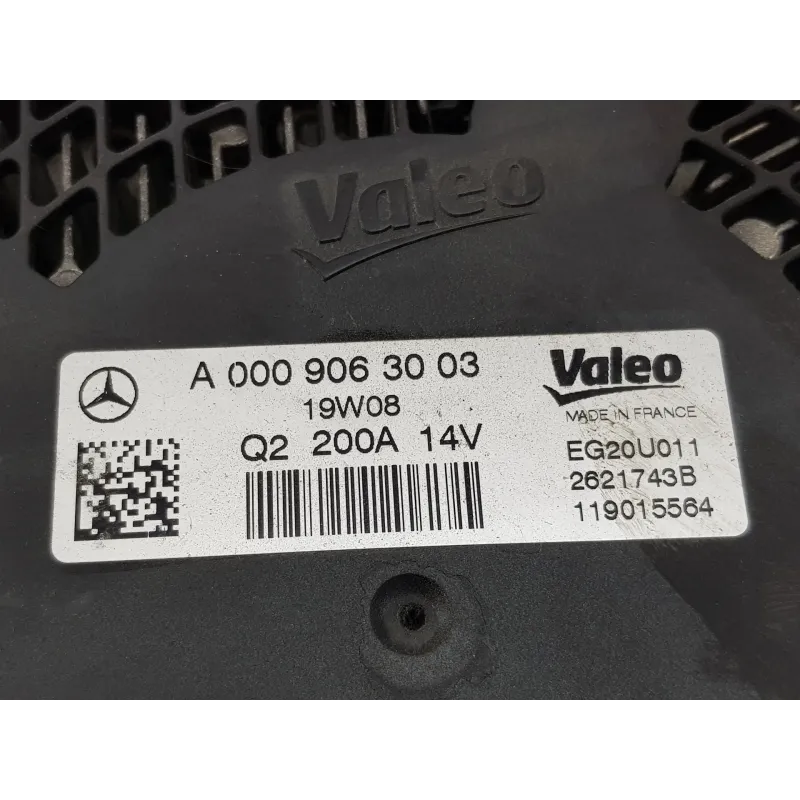 Valeo
A 000 906 30 03
19W08
Q2 200A 14V
Valeo
MADE IN FRANCE
EG20U011
2621743B
119015564